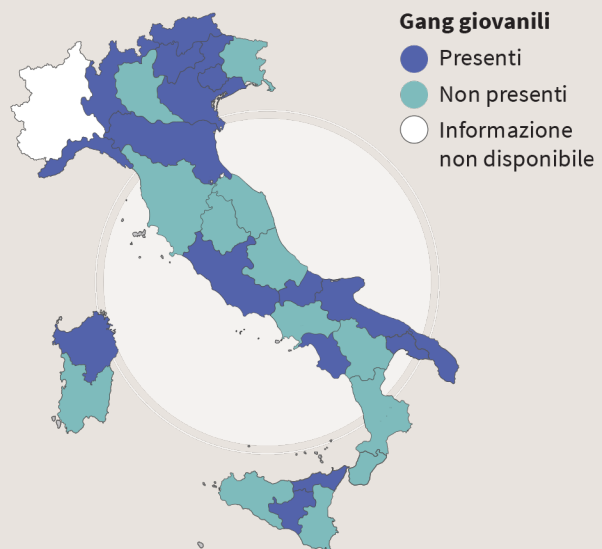 Gang giovanili
Presenti
Non presenti
Informazione
non disponibile